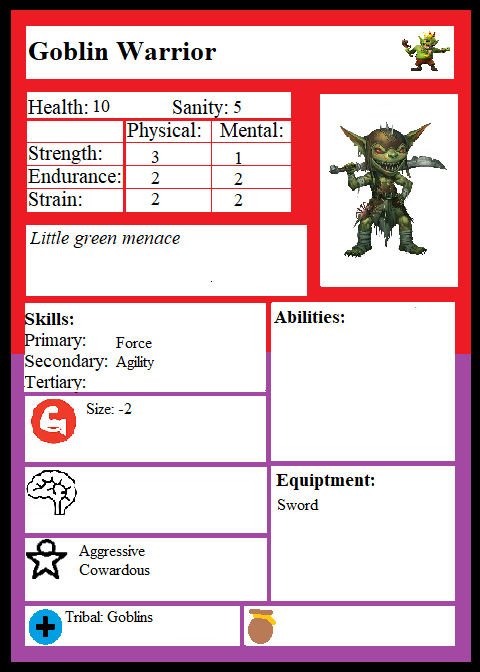 Goblin Warrior
Health: 10 Sanity: 5
Physical: Mental:
Strength: 3 1
Endurance: 2 2
Strain: 2 2
Little green menace
Skills:
Primary: Force
Secondary: Agility
Tertiary:
Abilities:
Size: -2
Equiptment:
Sword
Aggressive
Cowardous
Tribal: Goblins